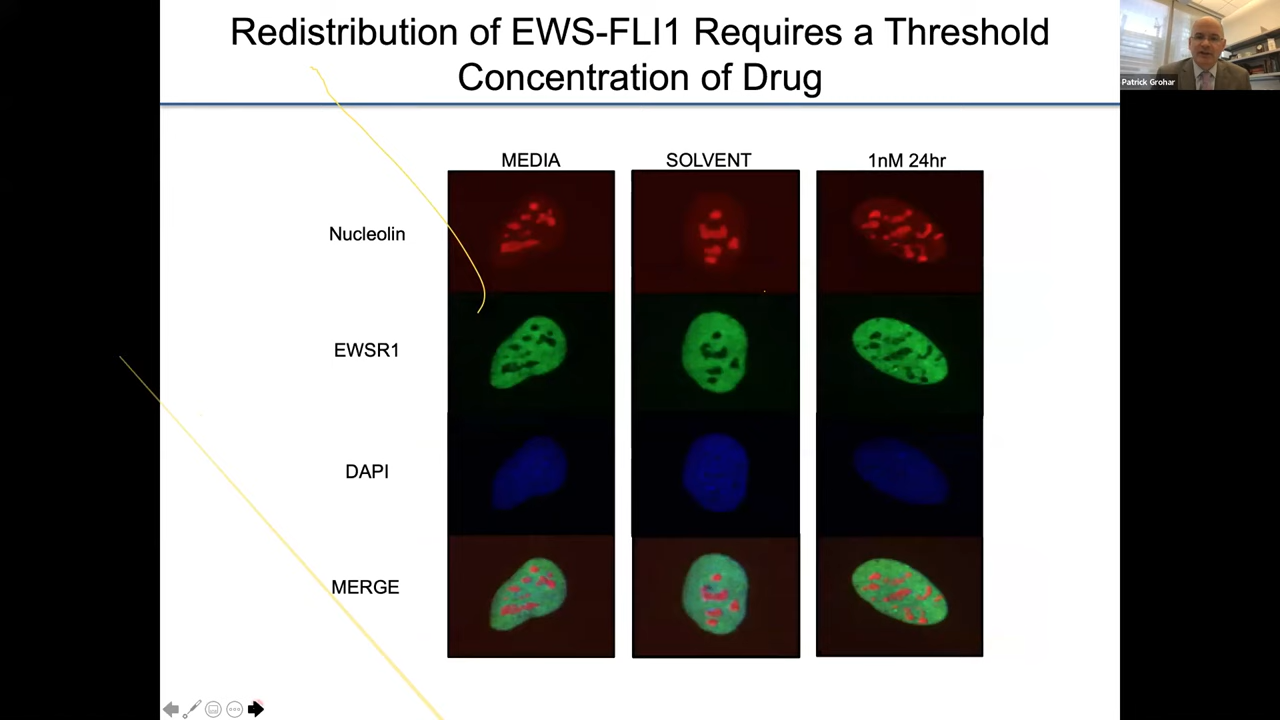 Redistribution of EWS-FLI1 Requires a Threshold
Concentration of Drug
Patrick Grohar
MEDIA
SOLVENT
1nM 24hr
Nucleolin
EWSR1
DAPI
MERGE